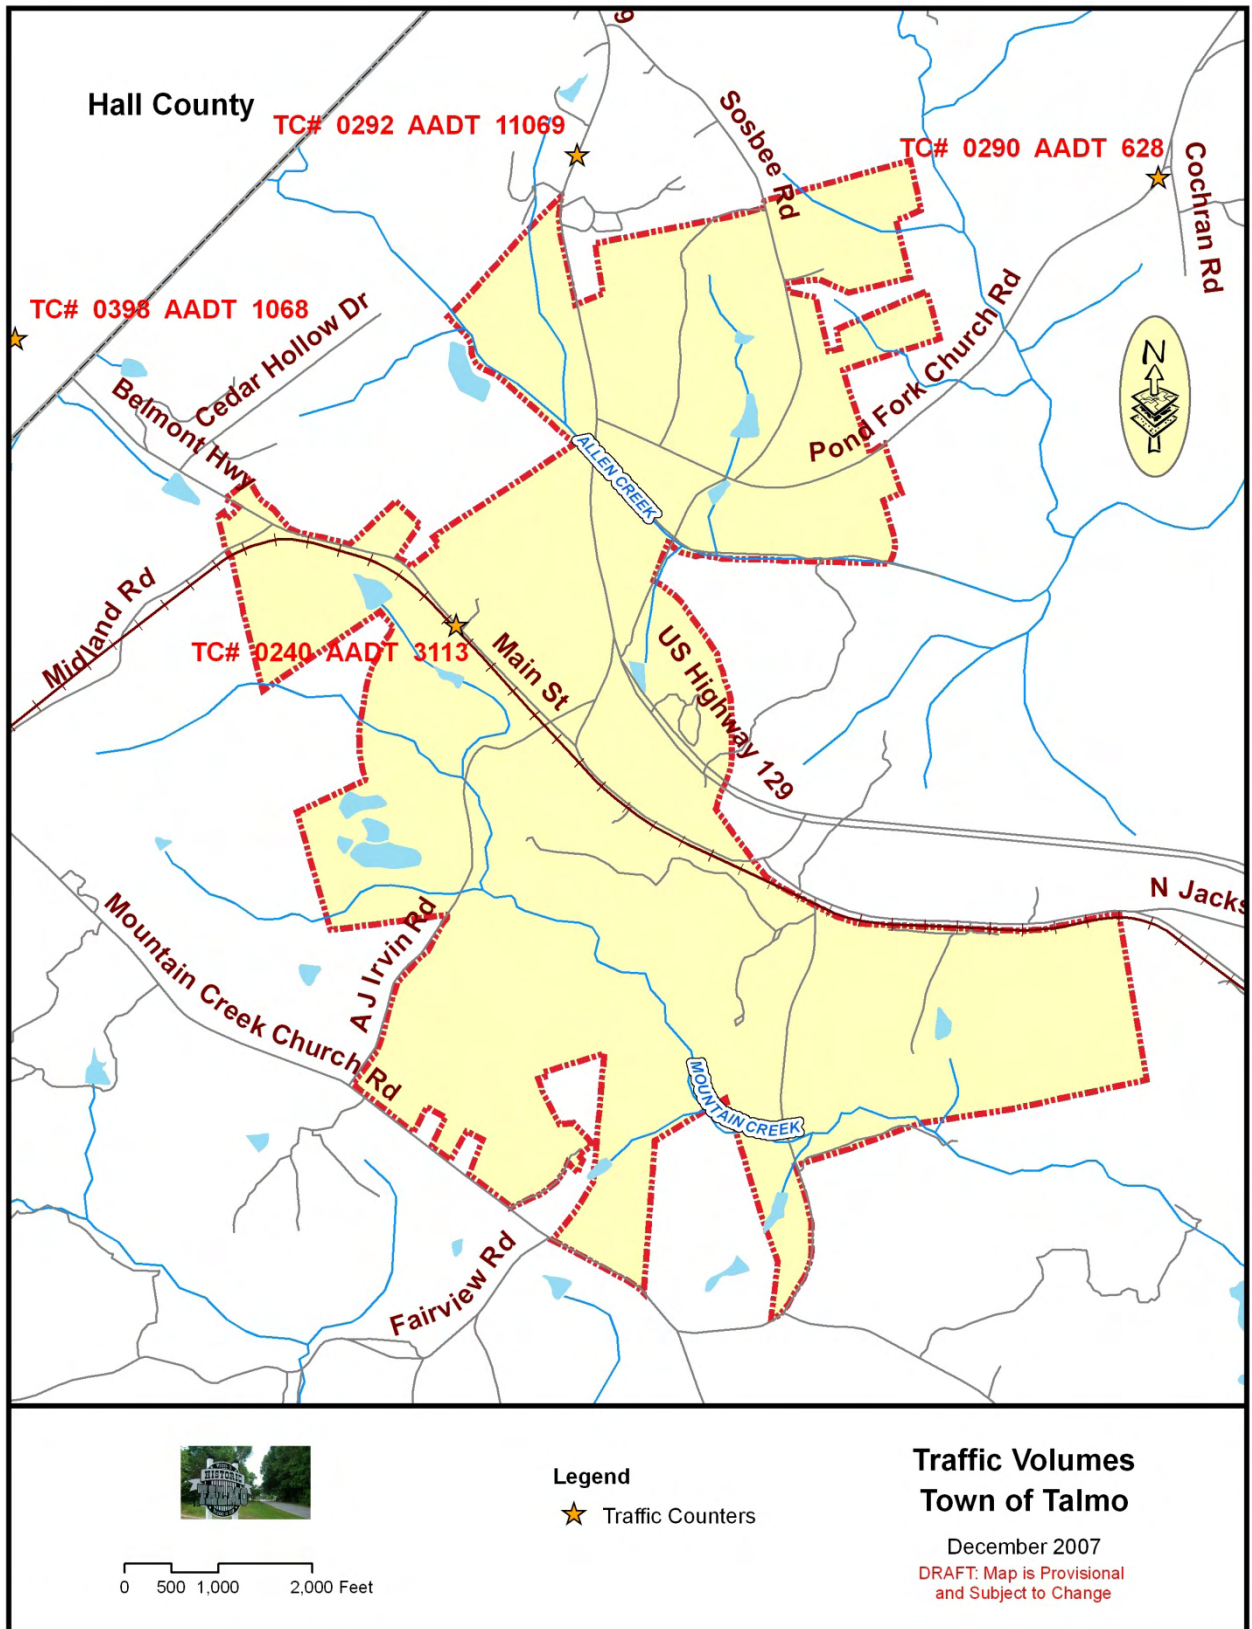 9
Hall County
TC# 0292 AADT 11069
Sosbee Rd
TC# 0290 AADT 628
Cochran Rd
TC# 0398 AADT 1068
Cedar Hollow Dr
Belmont Hwy
Pond Fork Church Rd
N
ALLEN CREEK
Midland Rd
TC# 0240 AADT 3113
Main St
US Highway 129
N Jacks
A J Irvin Rd
Mountain Creek Church Rd
MOUNTAIN CREEK
Fairview Rd
HISTORIC
TALMO
0 500 1,000 2,000 Feet
Legend
Traffic Counters
Traffic Volumes
Town of Talmo
December 2007
DRAFT: Map is Provisional
and Subject to Change